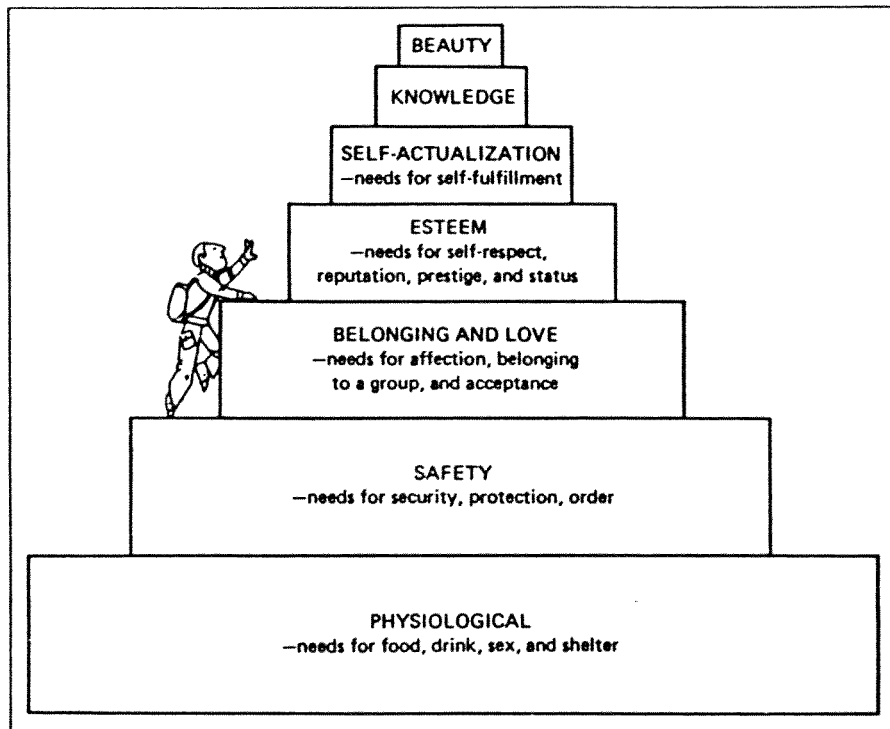 BEAUTY
KNOWLEDGE
SELF-ACTUALIZATION
—needs for self-fulfillment
ESTEEM
—needs for self-respect,
reputation, prestige, and status
BELONGING AND LOVE
—needs for affection, belonging
to a group, and acceptance
SAFETY
—needs for security, protection, order
PHYSIOLOGICAL
—needs for food, drink, sex, and shelter